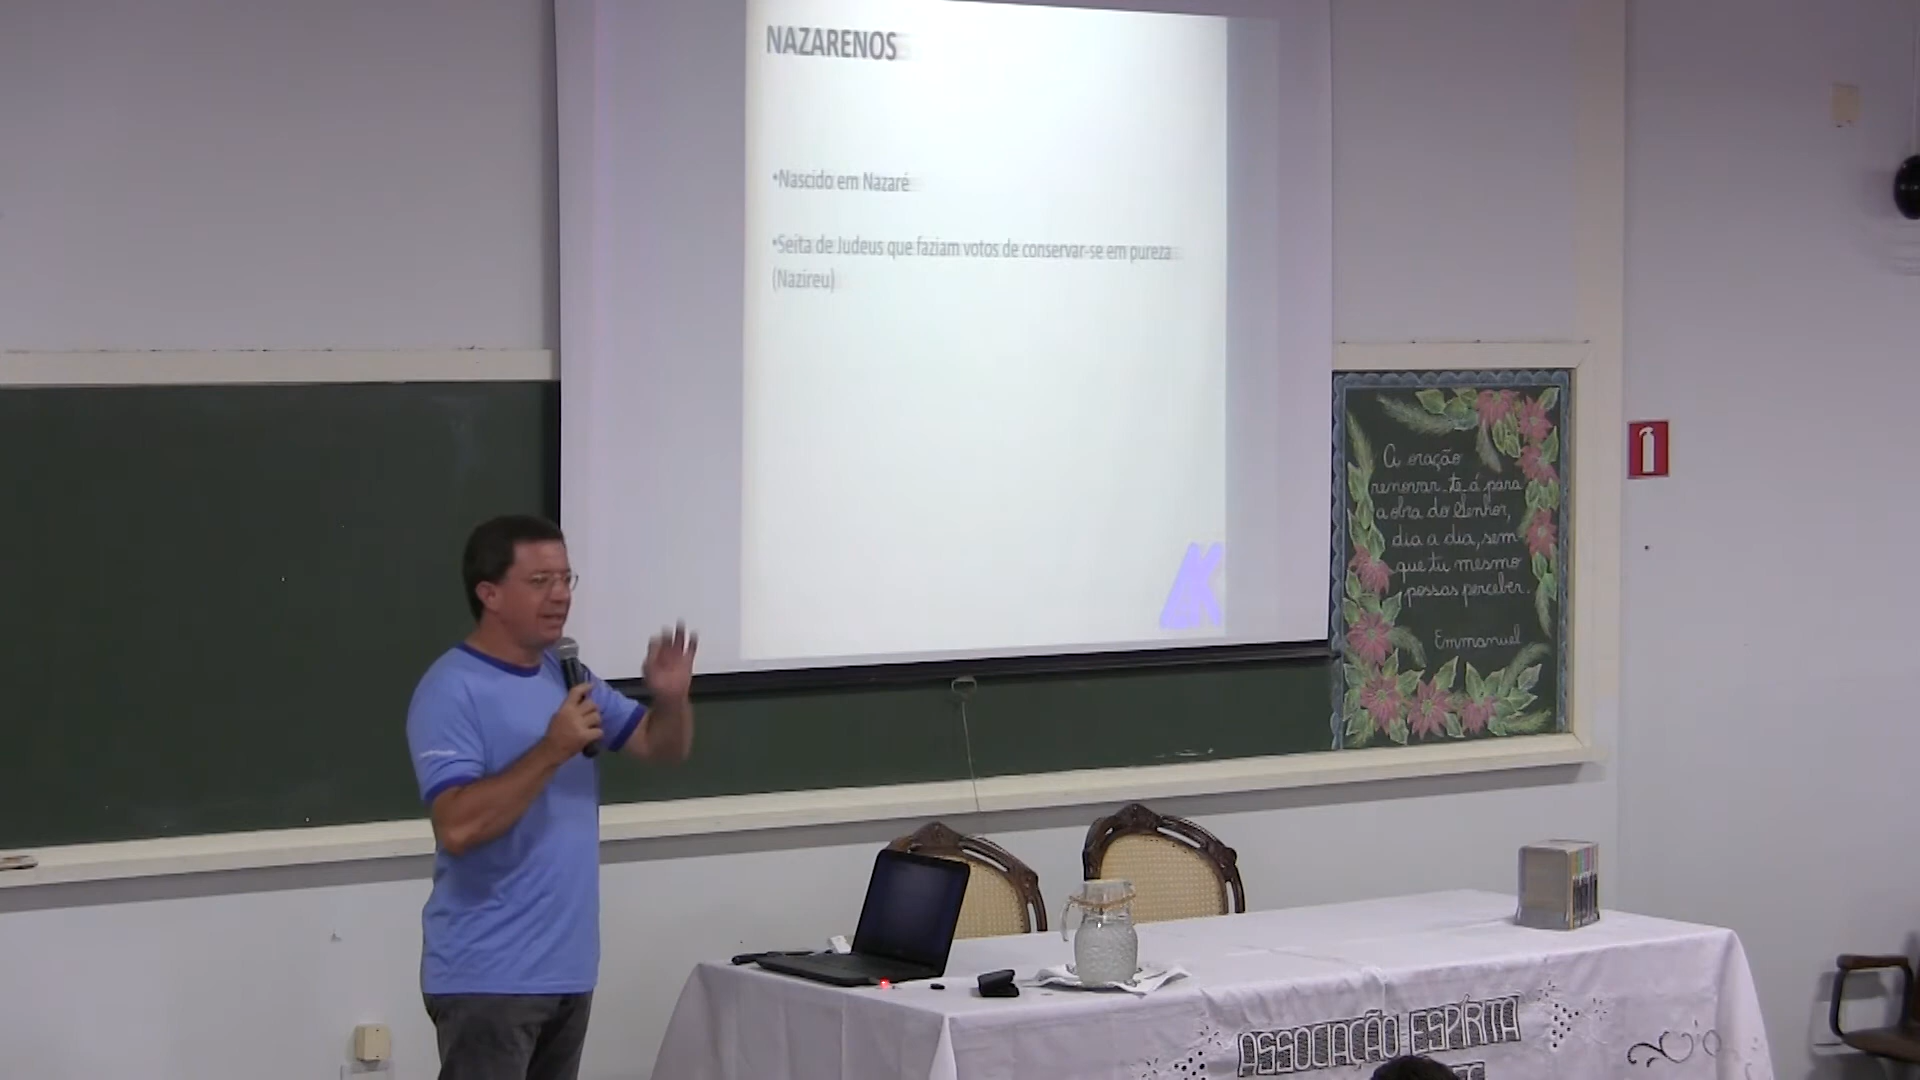 NAZARENOS
•Nascido em Nazaré
•Seita de Judeus que faziam votos de conservar-se em pureza
(Nazireu)
AK
A oração
renovar-te-á para
a obra do Senhor,
dia a dia, sem
que tu mesmo
possas perceber.
Emmanuel
ASSOCIAÇÃO ESPÍRITA